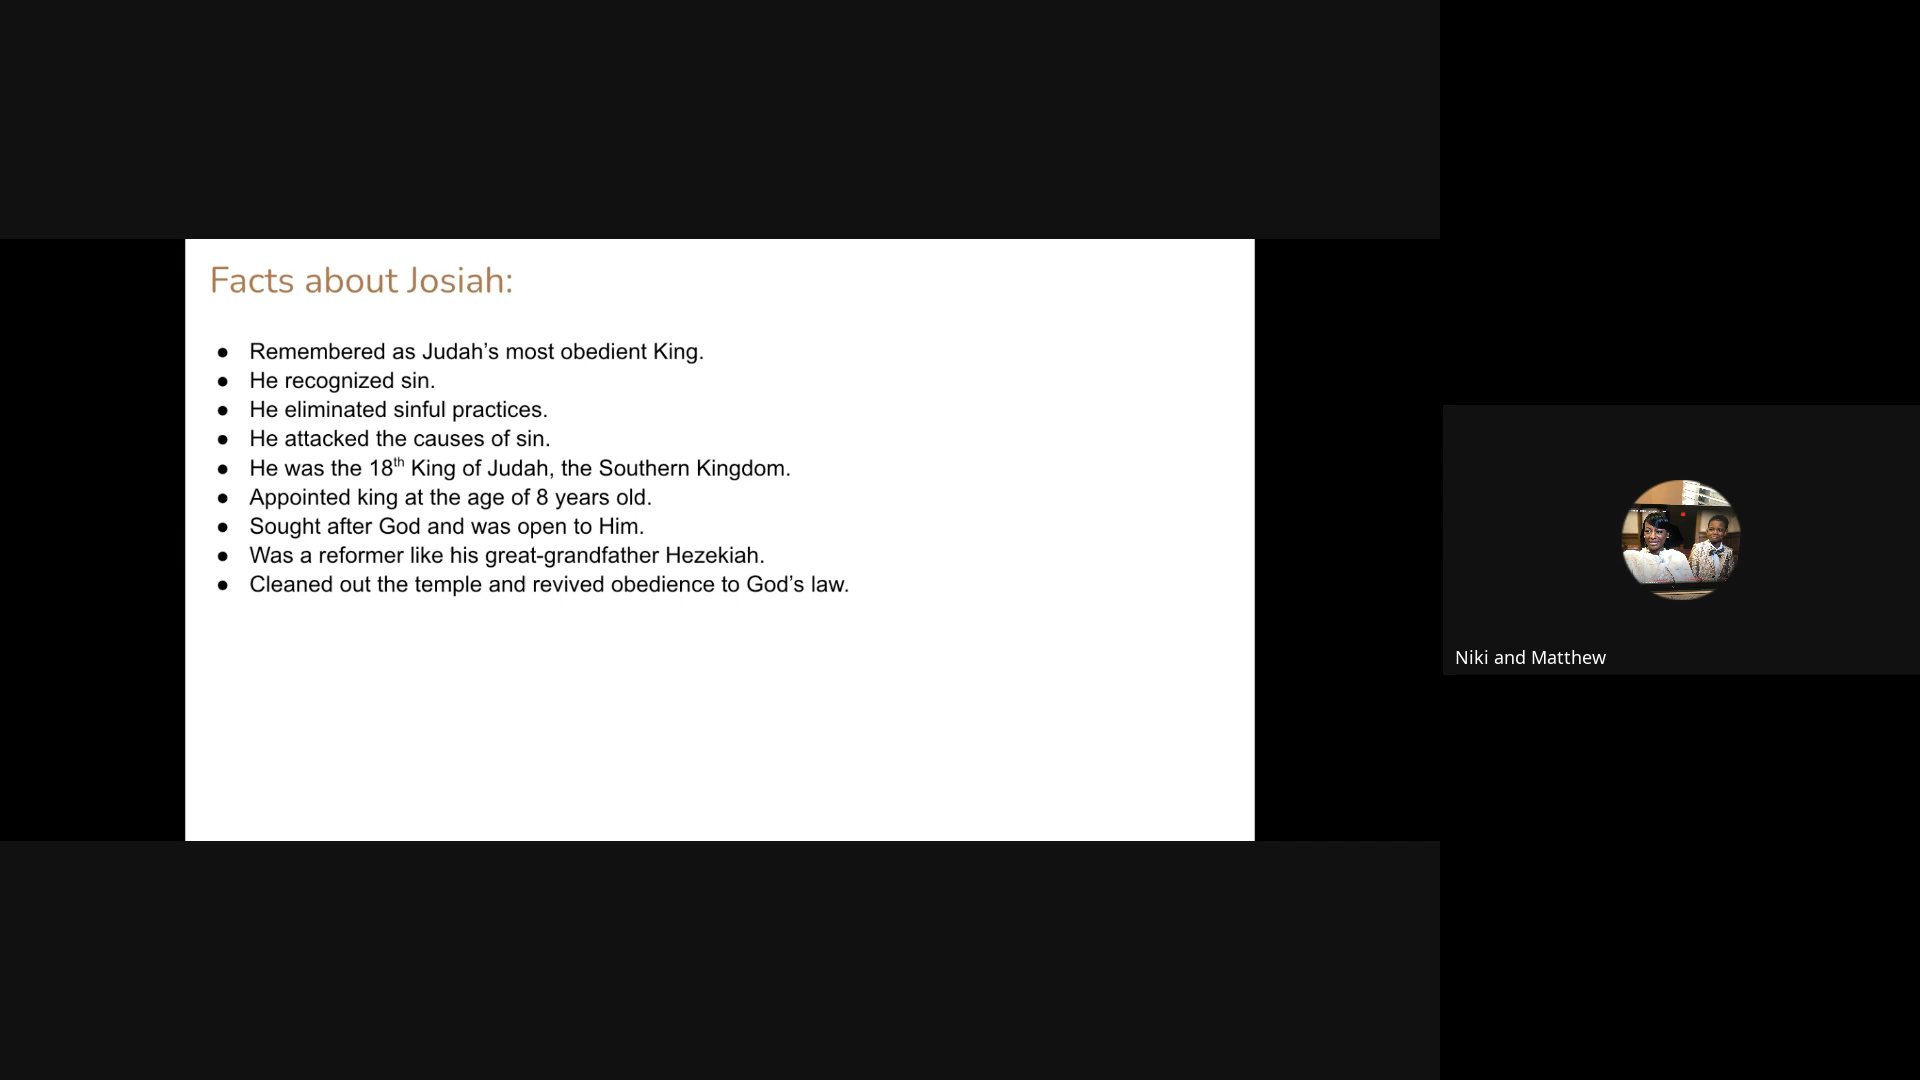 Facts about Josiah:
● Remembered as Judah’s most obedient King.
● He recognized sin.
● He eliminated sinful practices.
● He attacked the causes of sin.
● He was the 18th King of Judah, the Southern Kingdom.
● Appointed king at the age of 8 years old.
● Sought after God and was open to Him.
● Was a reformer like his great-grandfather Hezekiah.
● Cleaned out the temple and revived obedience to God’s law.
Niki and Matthew